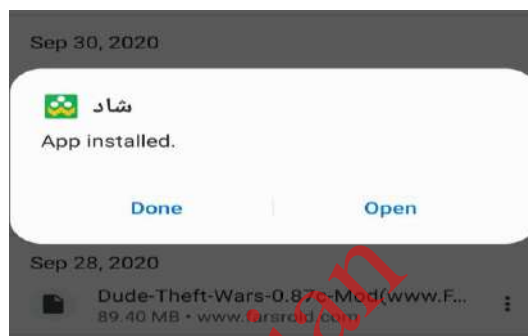 Sep 30, 2020
شاد
App installed.
Done
Open
Sep 28, 2020
Dude-Theft-Wars-0.87c-Mod(www.F...
89.40 MB • www.farsroid.com